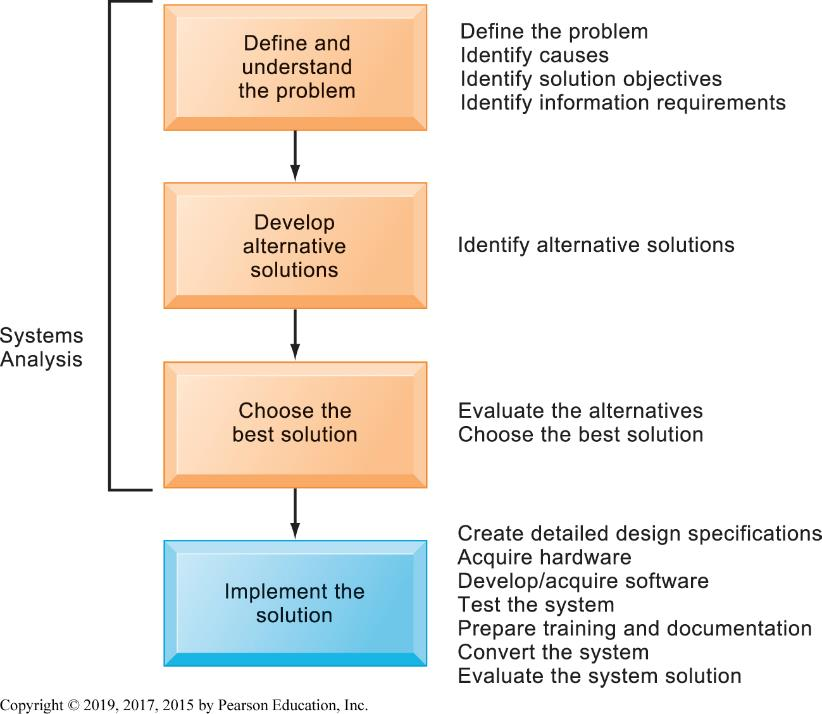 Define and
understand
the problem
Define the problem
Identify causes
Identify solution objectives
Identify information requirements
Develop
alternative
solutions
Identify alternative solutions
Systems
Analysis
Choose the
best solution
Evaluate the alternatives
Choose the best solution
Implement the
solution
Create detailed design specifications
Acquire hardware
Develop/acquire software
Test the system
Prepare training and documentation
Convert the system
Evaluate the system solution
Copyright © 2019, 2017, 2015 by Pearson Education, Inc.